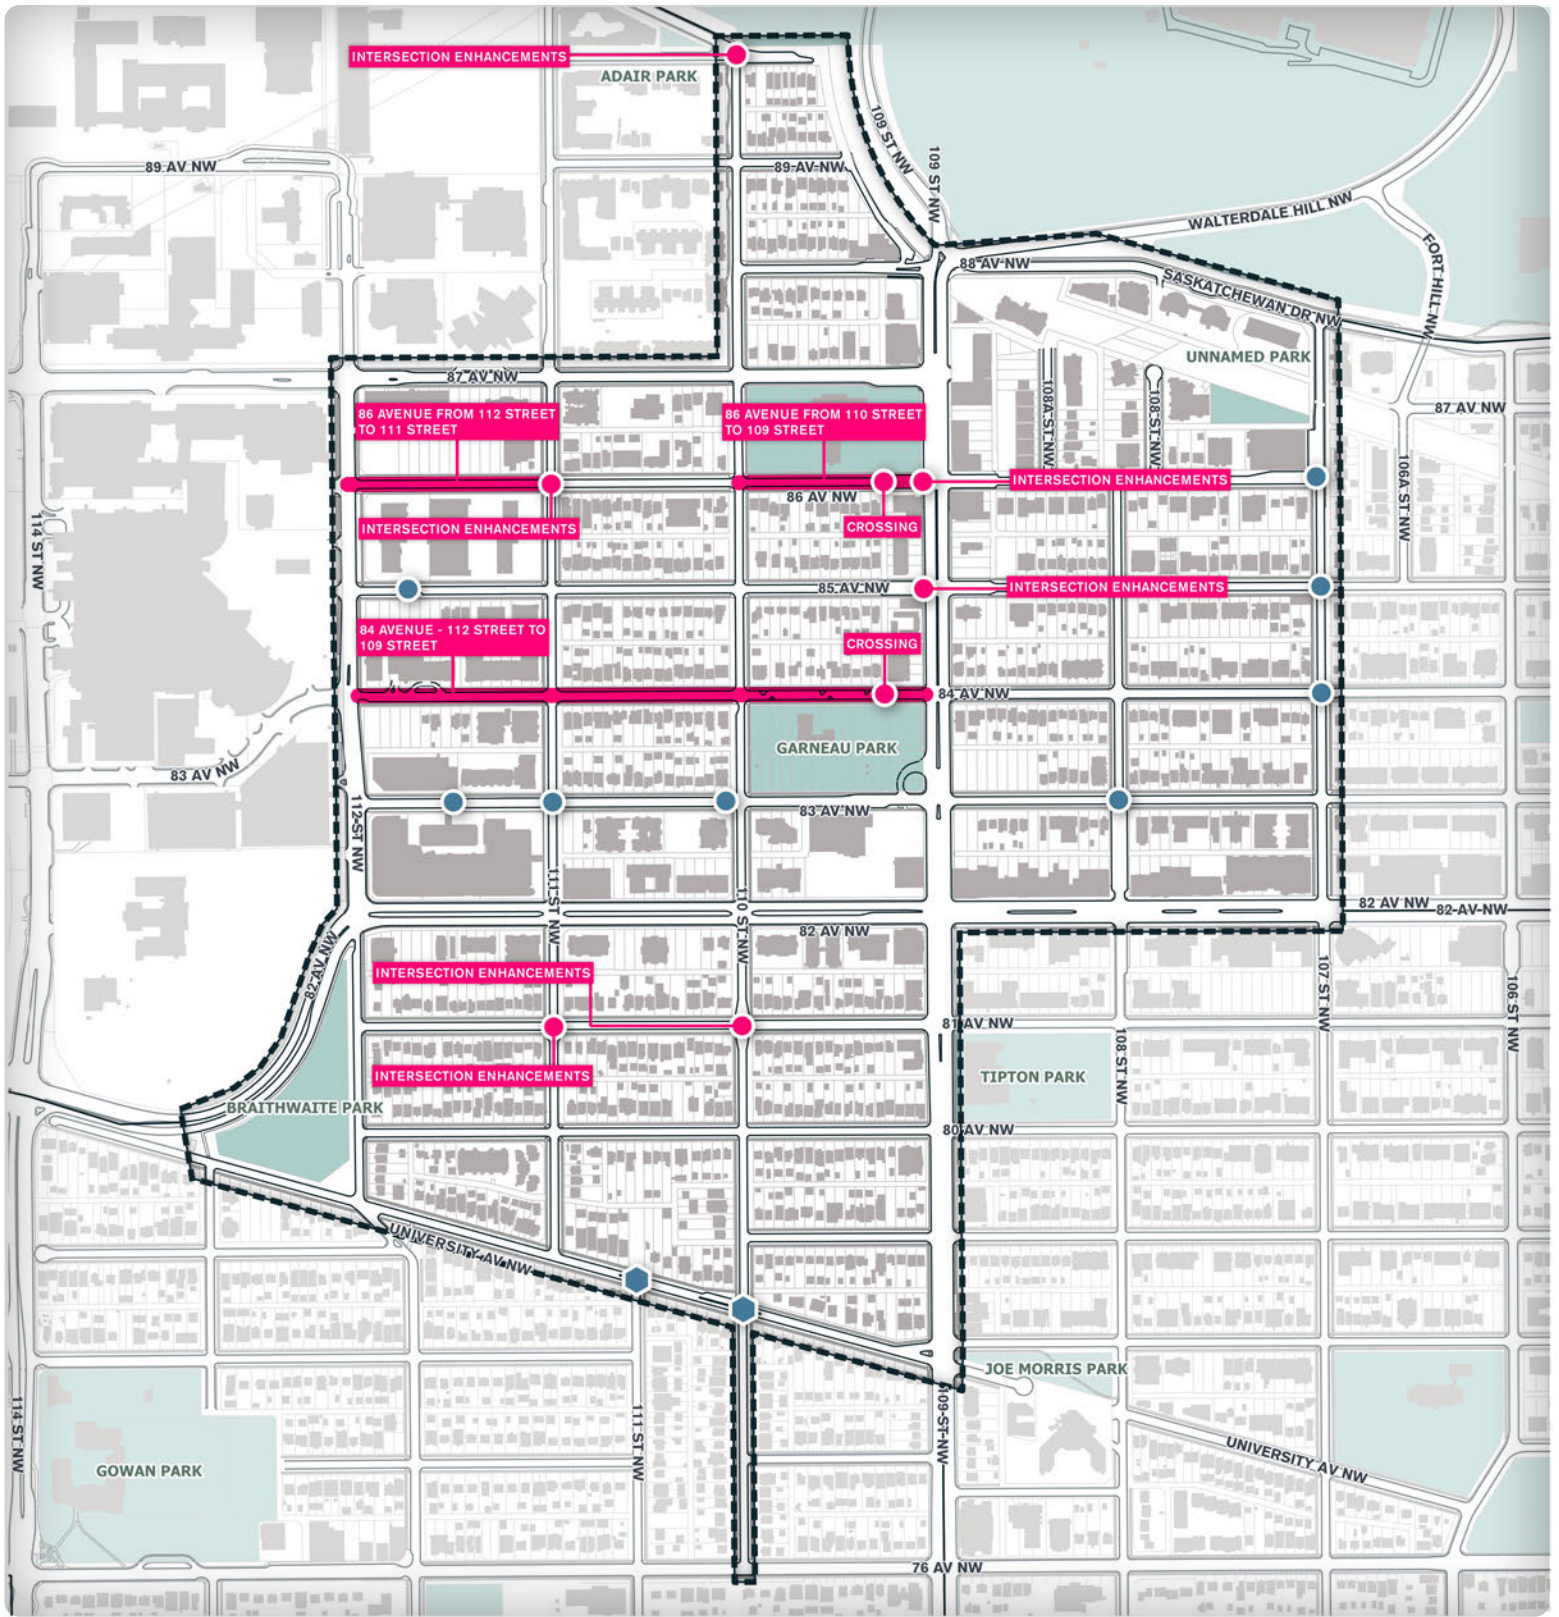 INTERSECTION ENHANCEMENTS
ADAIR PARK
109 ST NW
109 ST NW
89 AV NW
89 AV NW
WALTERDALE HILL NW
FORT HILL NW
88 AV NW
SASKATCHEWAN DR NW
UNNAMED PARK
87 AV NW
108A ST NW
108 ST NW
87 AV NW
86 AVENUE FROM 112 STREET
TO 111 STREET
86 AVENUE FROM 110 STREET
TO 109 STREET
INTERSECTION ENHANCEMENTS
86 AV NW
106A ST NW
INTERSECTION ENHANCEMENTS
CROSSING
114 ST NW
85 AV NW
INTERSECTION ENHANCEMENTS
84 AVENUE - 112 STREET TO
109 STREET
CROSSING
84 AV NW
GARNEAU PARK
83 AV NW
112 ST NW
83 AV NW
111 ST NW
110 ST NW
82 AV NW
82 AV NW
82 AV NW
82 AV NW
INTERSECTION ENHANCEMENTS
107 ST NW
106 ST NW
81 AV NW
INTERSECTION ENHANCEMENTS
TIPTON PARK
108 ST NW
BRAITHWAITE PARK
80 AV NW
UNIVERSITY AV NW
JOE MORRIS PARK
114 ST NW
111 ST NW
109 ST NW
GOWAN PARK
UNIVERSITY AV NW
76 AV NW